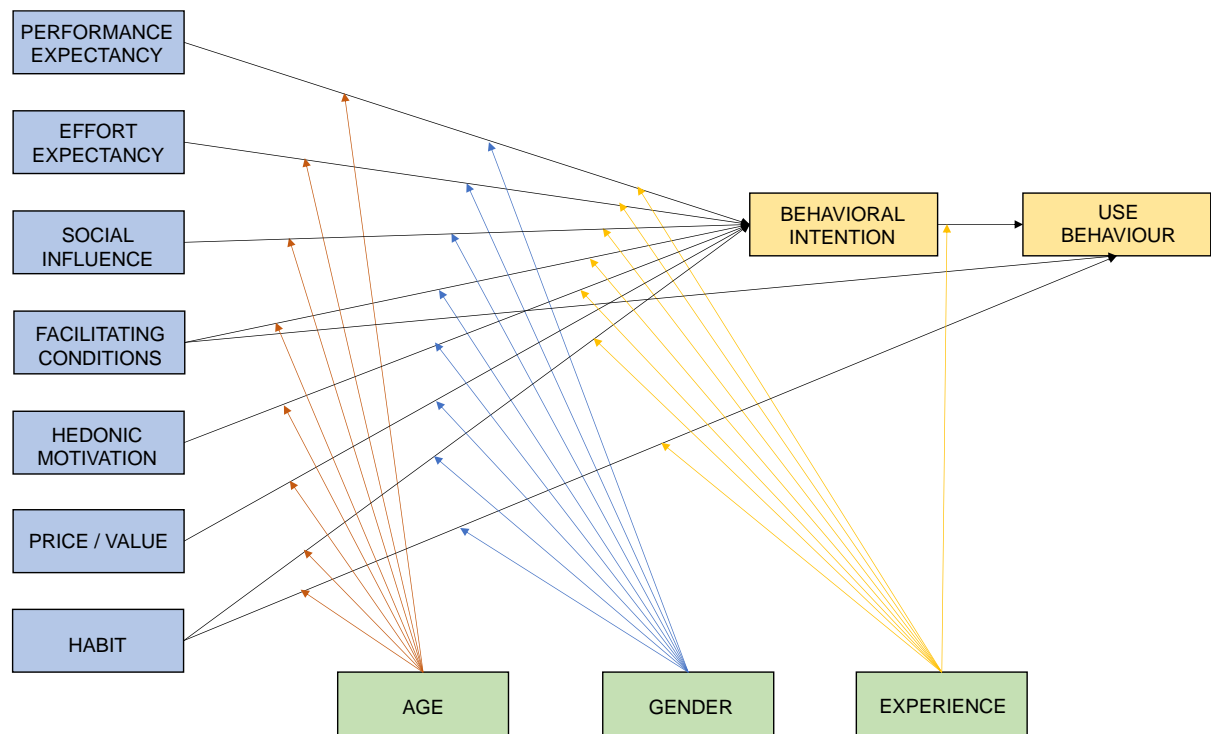 PERFORMANCE
EXPECTANCY
EFFORT
EXPECTANCY
SOCIAL
INFLUENCE
FACILITATING
CONDITIONS
HEDONIC
MOTIVATION
PRICE / VALUE
HABIT
BEHAVIORAL
INTENTION
USE
BEHAVIOUR
AGE
GENDER
EXPERIENCE